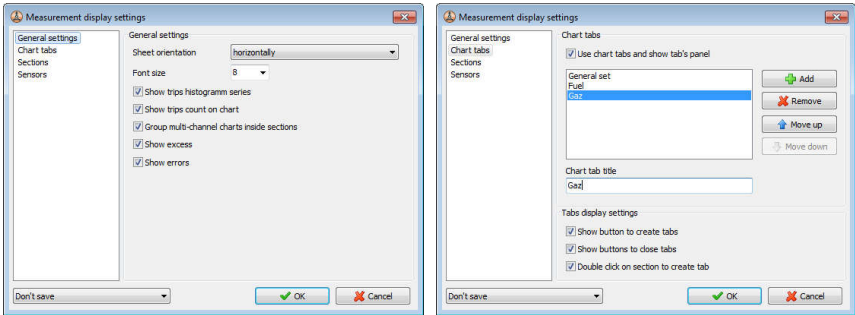 Measurement display settings
General settings
Chart tabs
Sections
Sensors
General settings
Sheet orientation horizontally
Font size 8
Show trips histogramm series
Show trips count on chart
Group multi-channel charts inside sections
Show excess
Show errors
Don't save OK Cancel
Measurement display settings
General settings
Chart tabs
Sections
Sensors
Chart tabs
Use chart tabs and show tab's panel
General set
Fuel
Gaz
Add
Remove
Move up
Move down
Chart tab title
Gaz
Tabs display settings
Show button to create tabs
Show buttons to close tabs
Double click on section to create tab
Don't save OK Cancel